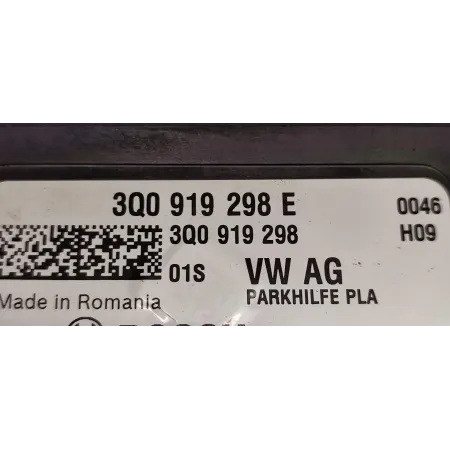 3Q0 919 298 E 0046
3Q0 919 298 H09
01S VW AG
PARKHILFE PLA
Made in Romania